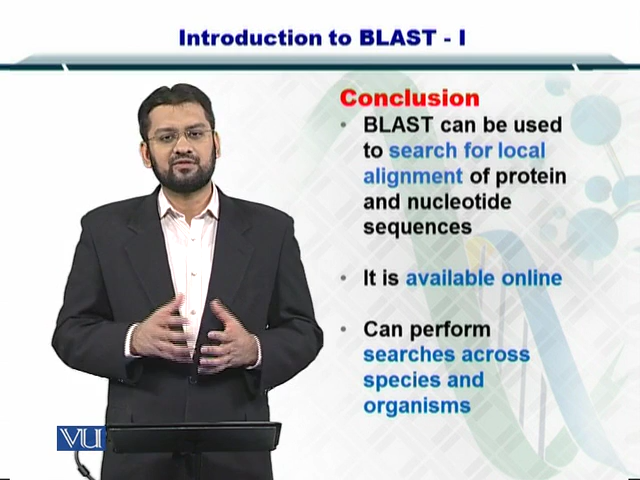 Introduction to BLAST - I
Conclusion
• BLAST can be used
to search for local
alignment of protein
and nucleotide
sequences
• It is available online
• Can perform
searches across
species and
organisms
VU